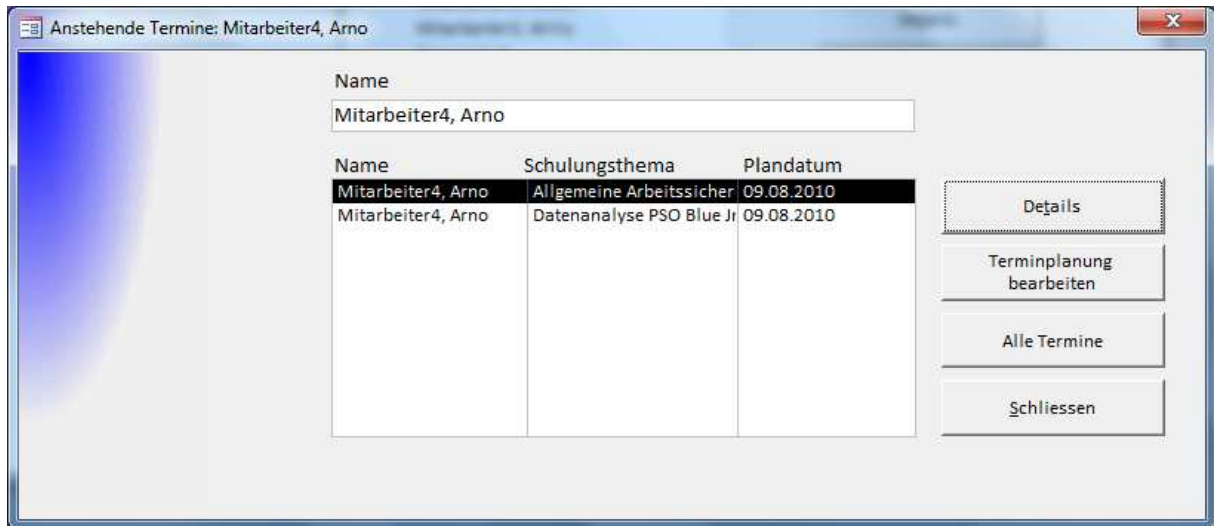 Anstehende Termine: Mitarbeiter4, Arno
Name
Mitarbeiter4, Arno
Name Schulungsthema Plandatum
Mitarbeiter4, Arno Allgemeine Arbeitssicher 09.08.2010
Mitarbeiter4, Arno Datenanalyse PSO Blue Jr 09.08.2010
Details
Terminplanung
bearbeiten
Alle Termine
Schliessen